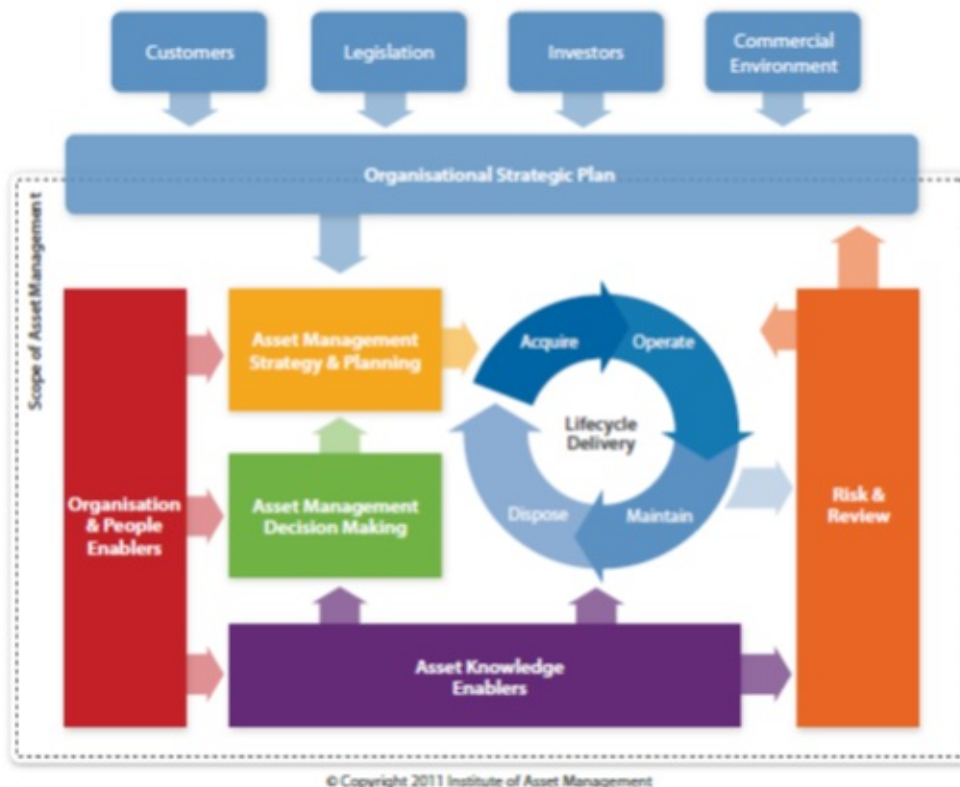 Customers
Legislation
Investors
Commercial
Environment
Organisational Strategic Plan
Scope of Asset Management
Organisation
& People
Enablers
Asset Management
Strategy & Planning
Asset Management
Decision Making
Acquire
Operate
Lifecycle
Delivery
Dispose
Maintain
Risk &
Review
Asset Knowledge
Enablers
© Copyright 2011 Institute of Asset Management